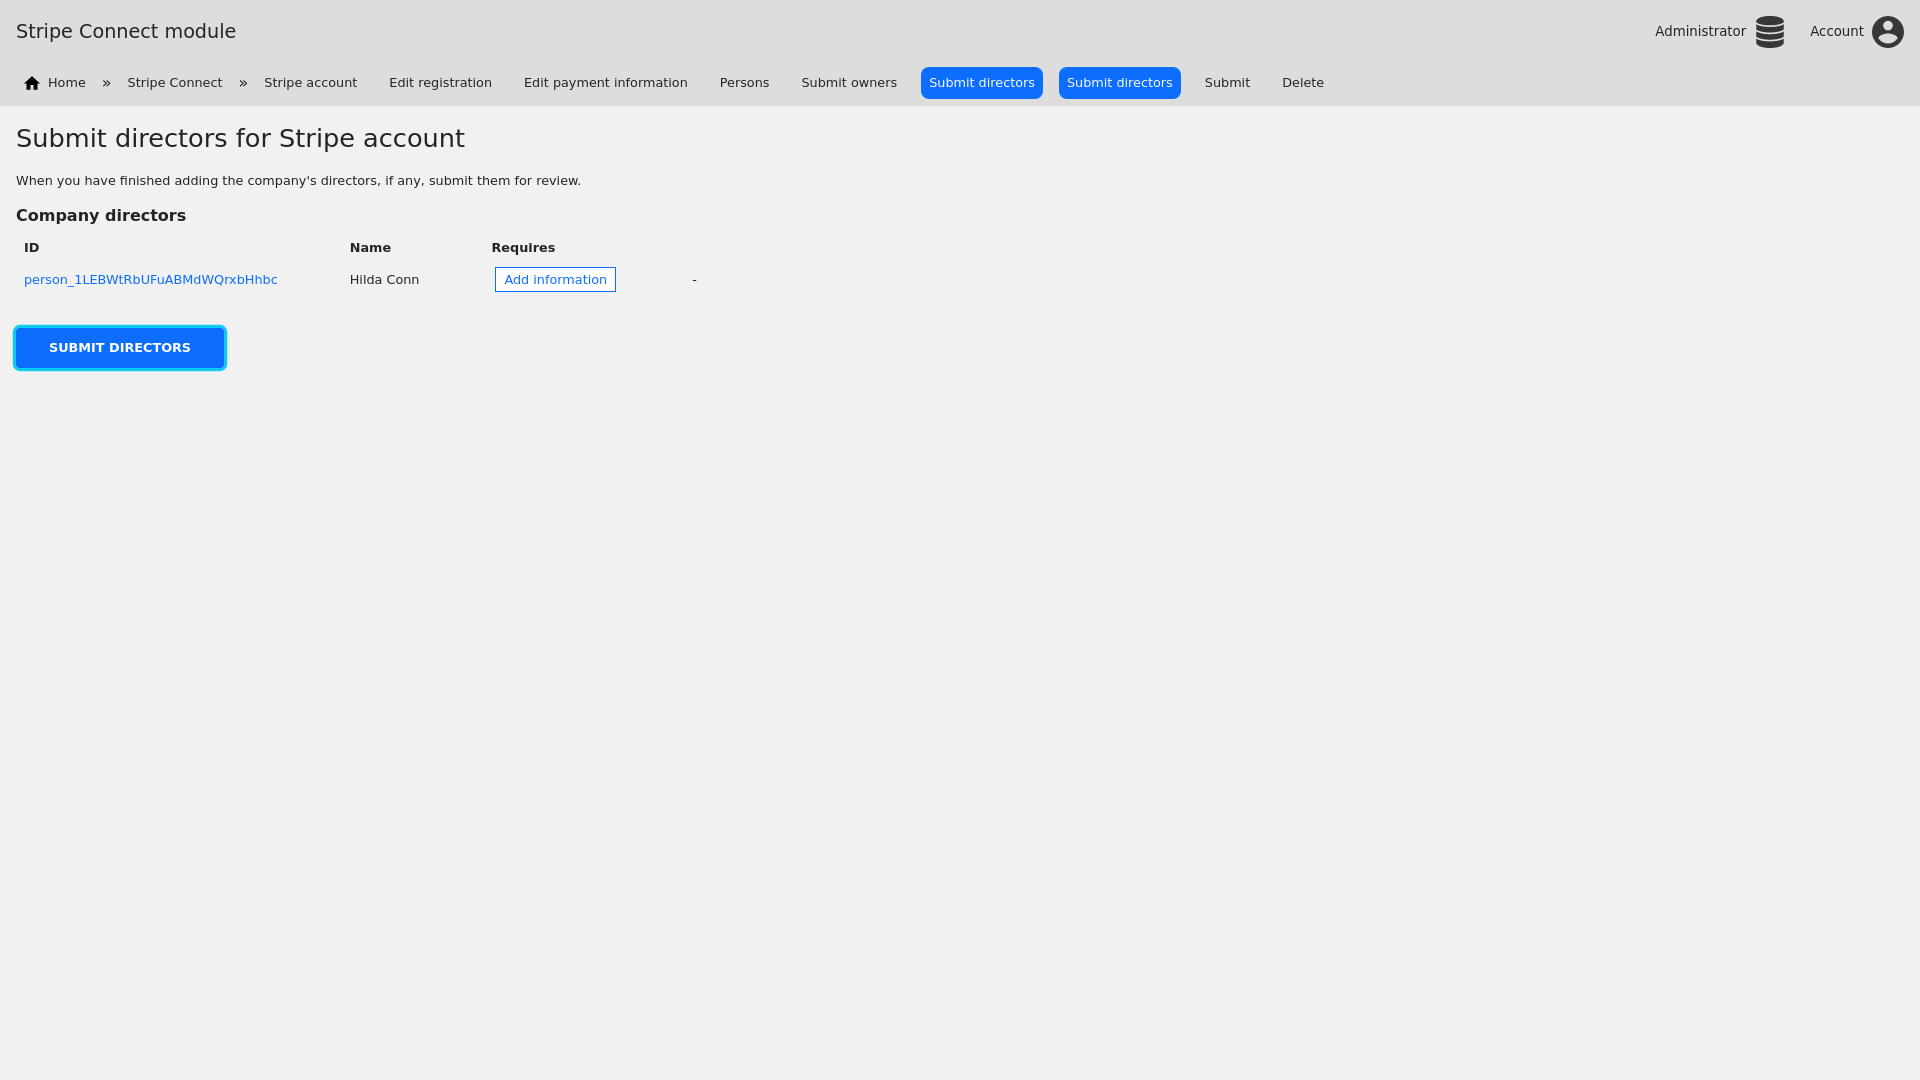 Stripe Connect module
Administrator
Account
Home » Stripe Connect » Stripe account Edit registration Edit payment information Persons Submit owners Submit directors Submit directors Submit Delete
Submit directors for Stripe account
When you have finished adding the company's directors, if any, submit them for review.
Company directors
ID Name Requires
person_1LEBWtRbUFuABMdWQrxbHhbc Hilda Conn Add information -
SUBMIT DIRECTORS